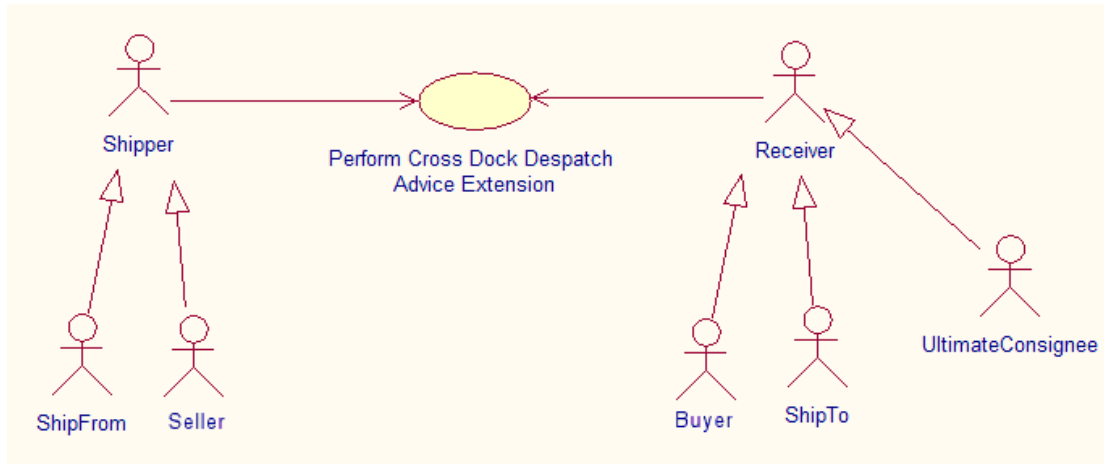 Shipper
Receiver
Perform Cross Dock Despatch
Advice Extension
UltimateConsignee
ShipFrom
Seller
Buyer
ShipTo